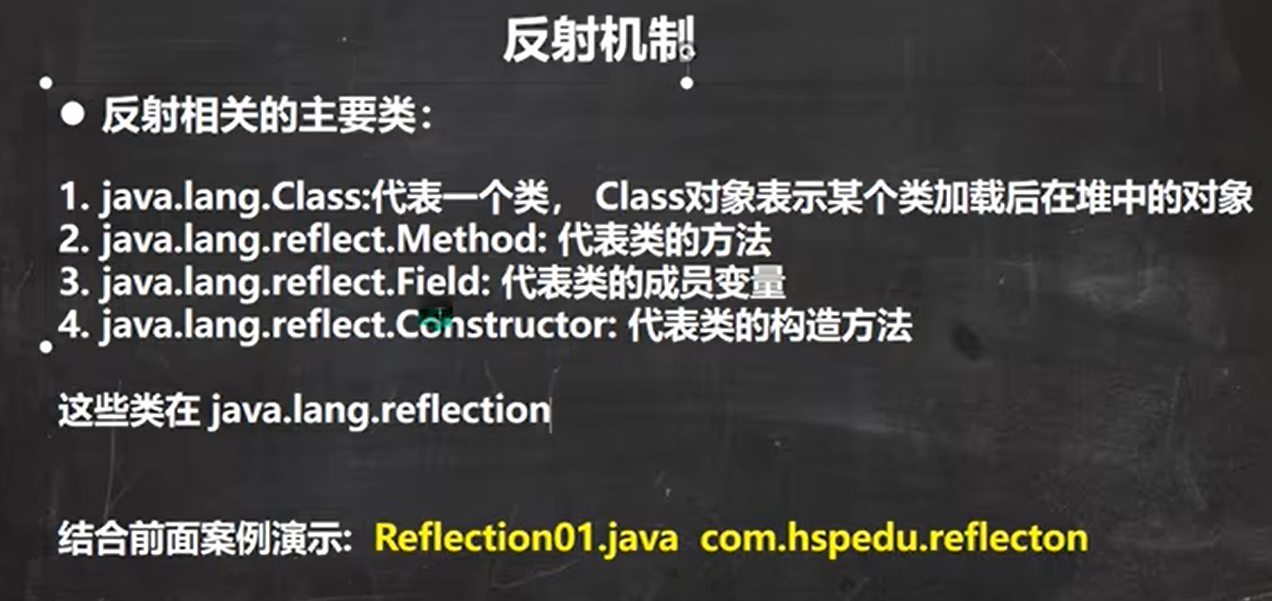 反射机制
● 反射相关的主要类：
1. java.lang.Class:代表一个类， Class对象表示某个类加载后在堆中的对象
2. java.lang.reflect.Method: 代表类的方法
3. java.lang.reflect.Field: 代表类的成员变量
4. java.lang.reflect.Constructor: 代表类的构造方法
这些类在 java.lang.reflection
结合前面案例演示: Reflection01.java com.hspedu.reflecton